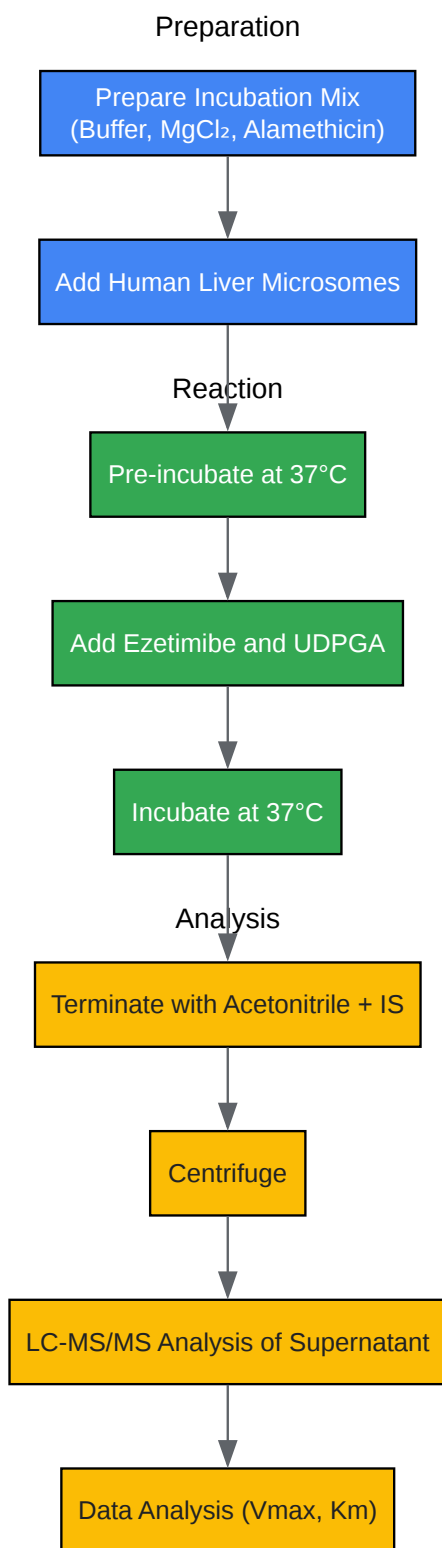 Preparation
Prepare Incubation Mix
(Buffer, MgCl₂, Alamethicin)
Add Human Liver Microsomes
Reaction
Pre-incubate at 37°C
Add Ezetimibe and UDPGA
Incubate at 37°C
Analysis
Terminate with Acetonitrile + IS
Centrifuge
LC-MS/MS Analysis of Supernatant
Data Analysis (Vmax, Km)